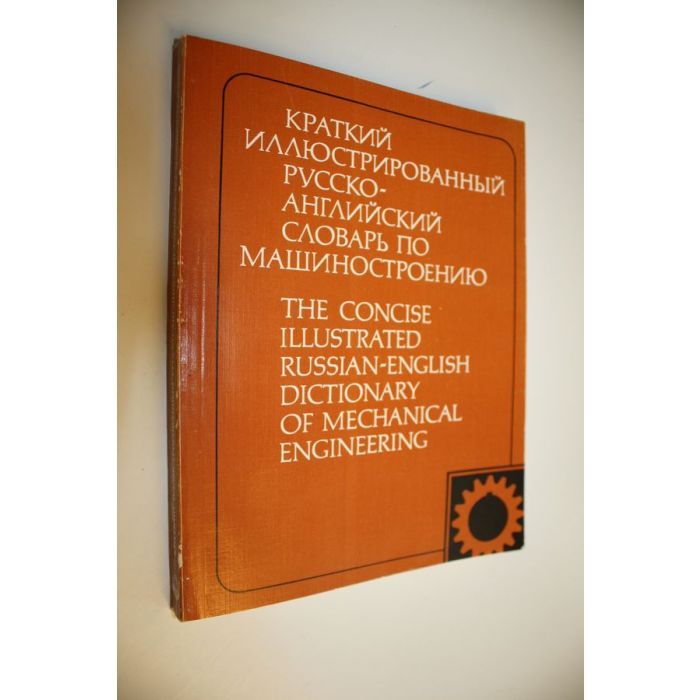 КРАТКИЙ
ИЛЛЮСТРИРОВАННЫЙ
РУССКО-
АНГЛИЙСКИЙ
СЛОВАРЬ ПО
МАШИНОСТРОЕНИЮ
THE CONCISE
ILLUSTRATED
RUSSIAN-ENGLISH
DICTIONARY
OF MECHANICAL
ENGINEERING